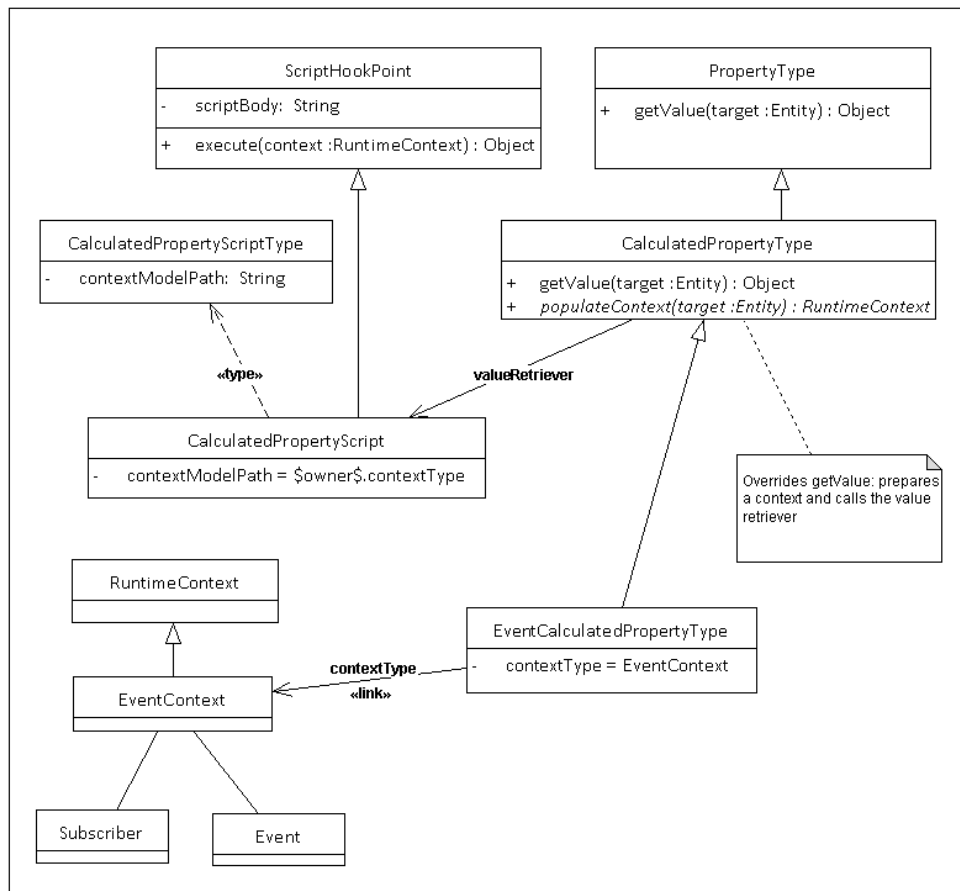 ScriptHookPoint
- scriptBody: String
+ execute(context :RuntimeContext) : Object
PropertyType
+ getValue(target :Entity) : Object
CalculatedPropertyScriptType
- contextModelPath: String
CalculatedPropertyType
+ getValue(target :Entity) : Object
+ populateContext(target :Entity) : RuntimeContext
«type»
valueRetriever
CalculatedPropertyScript
- contextModelPath = $owner$.contextType
Overrides getValue: prepares
a context and calls the value
retriever
RuntimeContext
EventCalculatedPropertyType
- contextType = EventContext
contextType
«link»
EventContext
Subscriber
Event